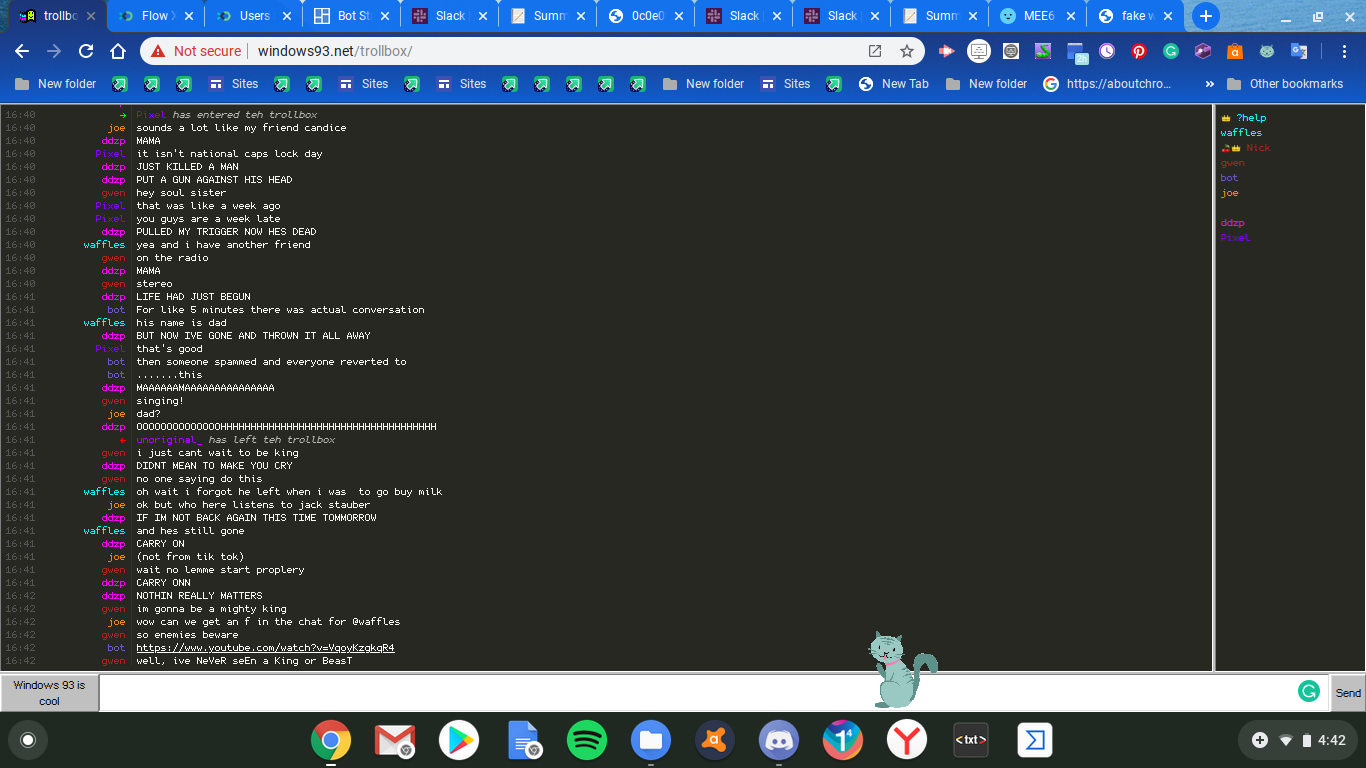 trollbo
Flow X
Users
Bot St
Slack
Summ
0c0e0
Slack
Slack
Summ
MEE6
fake w
Not secure
windows93.net/trollbox/
2h
New folder
Sites
Sites
Sites
New folder
Sites
New Tab
New folder
https://aboutchro...
»
Other bookmarks
16:40 → Pixel has entered teh trollbox
16:40 joe sounds a lot like my friend candice
16:40 ddzp MAMA
16:40 Pixel it isn't national caps lock day
16:40 ddzp JUST KILLED A MAN
16:40 ddzp PUT A GUN AGAINST HIS HEAD
16:40 gwen hey soul sister
16:40 Pixel that was like a week ago
16:40 Pixel you guys are a week late
16:40 ddzp PULLED MY TRIGGER NOW HES DEAD
16:40 waffles yea and i have another friend
16:40 gwen on the radio
16:40 ddzp MAMA
16:40 gwen stereo
16:41 ddzp LIFE HAD JUST BEGUN
16:41 bot For like 5 minutes there was actual conversation
16:41 waffles his name is dad
16:41 ddzp BUT NOW IVE GONE AND THROWN IT ALL AWAY
16:41 Pixel that's good
16:41 bot then someone spammed and everyone reverted to
16:41 bot .......this
16:41 ddzp MAAAAAAMAAAAAAAAAAAAAAA
16:41 gwen singing!
16:41 joe dad?
16:41 ddzp OOOOOOOOOOOOOOHHHHHHHHHHHHHHHHHHHHHHHHHHHHHHHHHHHH
16:41 ← unoriginal_ has left teh trollbox
16:41 gwen i just cant wait to be king
16:41 ddzp DIDNT MEAN TO MAKE YOU CRY
16:41 gwen no one saying do this
16:41 waffles oh wait i forgot he left when i was  to go buy milk
16:41 joe ok but who here listens to jack stauber
16:41 ddzp IF IM NOT BACK AGAIN THIS TIME TOMMORROW
16:41 waffles and hes still gone
16:41 ddzp CARRY ON
16:41 joe (not from tik tok)
16:41 gwen wait no lemme start proplery
16:41 ddzp CARRY ONN
16:42 ddzp NOTHIN REALLY MATTERS
16:42 gwen im gonna be a mighty king
16:42 joe wow can we get an f in the chat for @waffles
16:42 gwen so enemies beware
16:42 bot https://www.youtube.com/watch?v=VqoyKzgkqR4
16:42 gwen well, ive NeVeR seEn a King or BeasT
?help
waffles
Nick
gwen
bot
joe
ddzp
Pixel
Windows 93 is
cool
Send
1⁴
<txt>
4:42